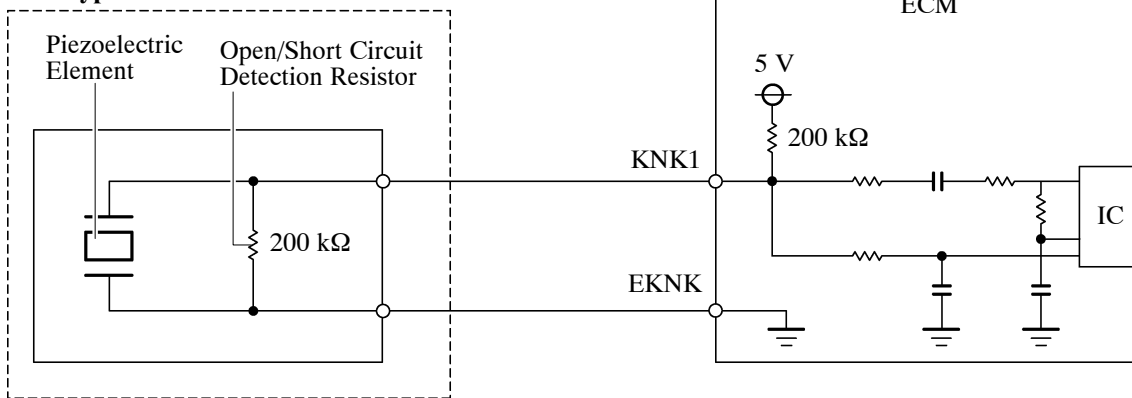 ECM
Piezoelectric
Element
Open/Short Circuit
Detection Resistor
5 V
200 kΩ
KNK1
IC
200 kΩ
EKNK